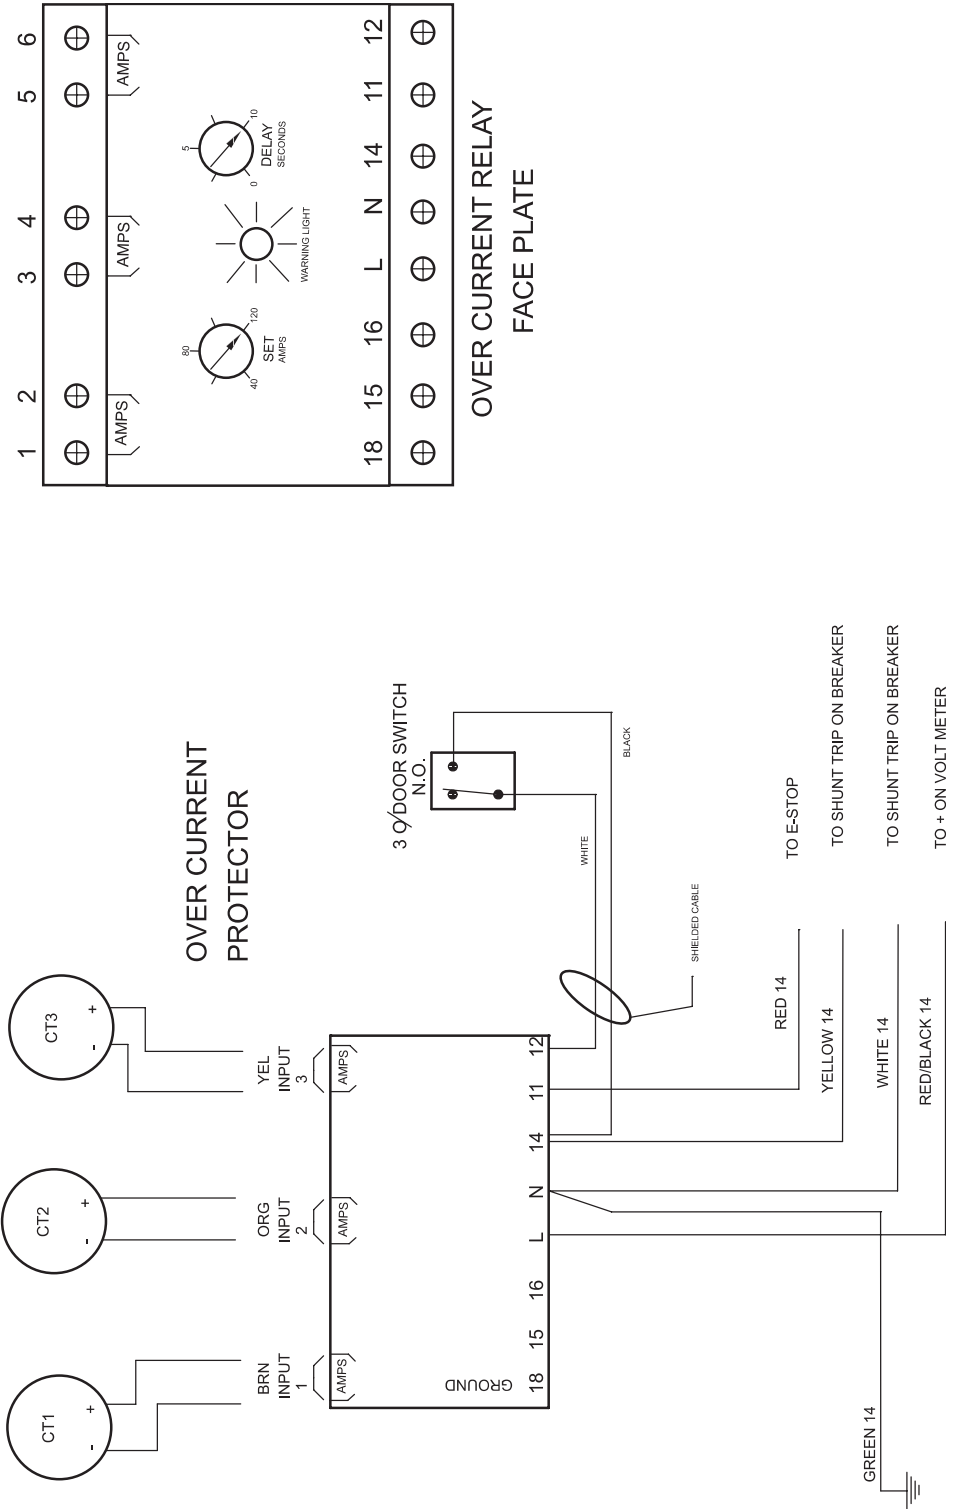 CT1
- +
CT2
- +
CT3
- +
OVER CURRENT
PROTECTOR
BRN
INPUT
1
ORG
INPUT
2
YEL
INPUT
3
AMPS
AMPS
AMPS
GROUND
18 15 16 L N 14 11 12
3 O/DOOR SWITCH
N.O.
WHITE
BLACK
SHIELDED CABLE
RED 14
TO E-STOP
YELLOW 14
TO SHUNT TRIP ON BREAKER
WHITE 14
TO SHUNT TRIP ON BREAKER
RED/BLACK 14
TO + ON VOLT METER
GREEN 14
1 2 3 4 5 6
AMPS
AMPS
AMPS
80
40
120
SET
AMPS
WARNING LIGHT
5
0
10
DELAY
SECONDS
18 15 16 L N 14 11 12
OVER CURRENT RELAY
FACE PLATE